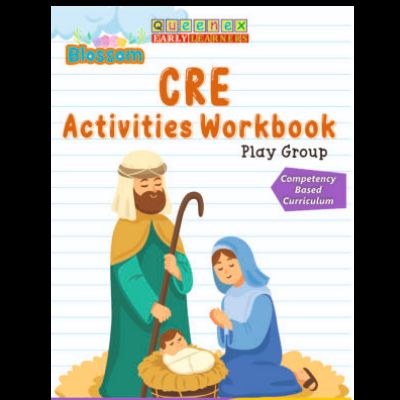 Queenex
EARLY LEARNERS
Blossom
CRE
Activities Workbook
Play Group
Competency
Based
Curriculum